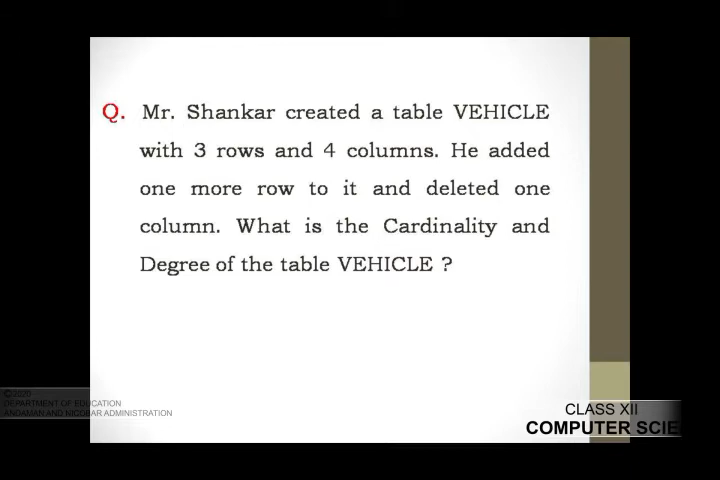 Q. Mr. Shankar created a table VEHICLE
with 3 rows and 4 columns. He added
one more row to it and deleted one
column. What is the Cardinality and
Degree of the table VEHICLE ?
© 2020
DEPARTMENT OF EDUCATION
ANDAMAN AND NICOBAR ADMINISTRATION
CLASS XII
COMPUTER SCIE